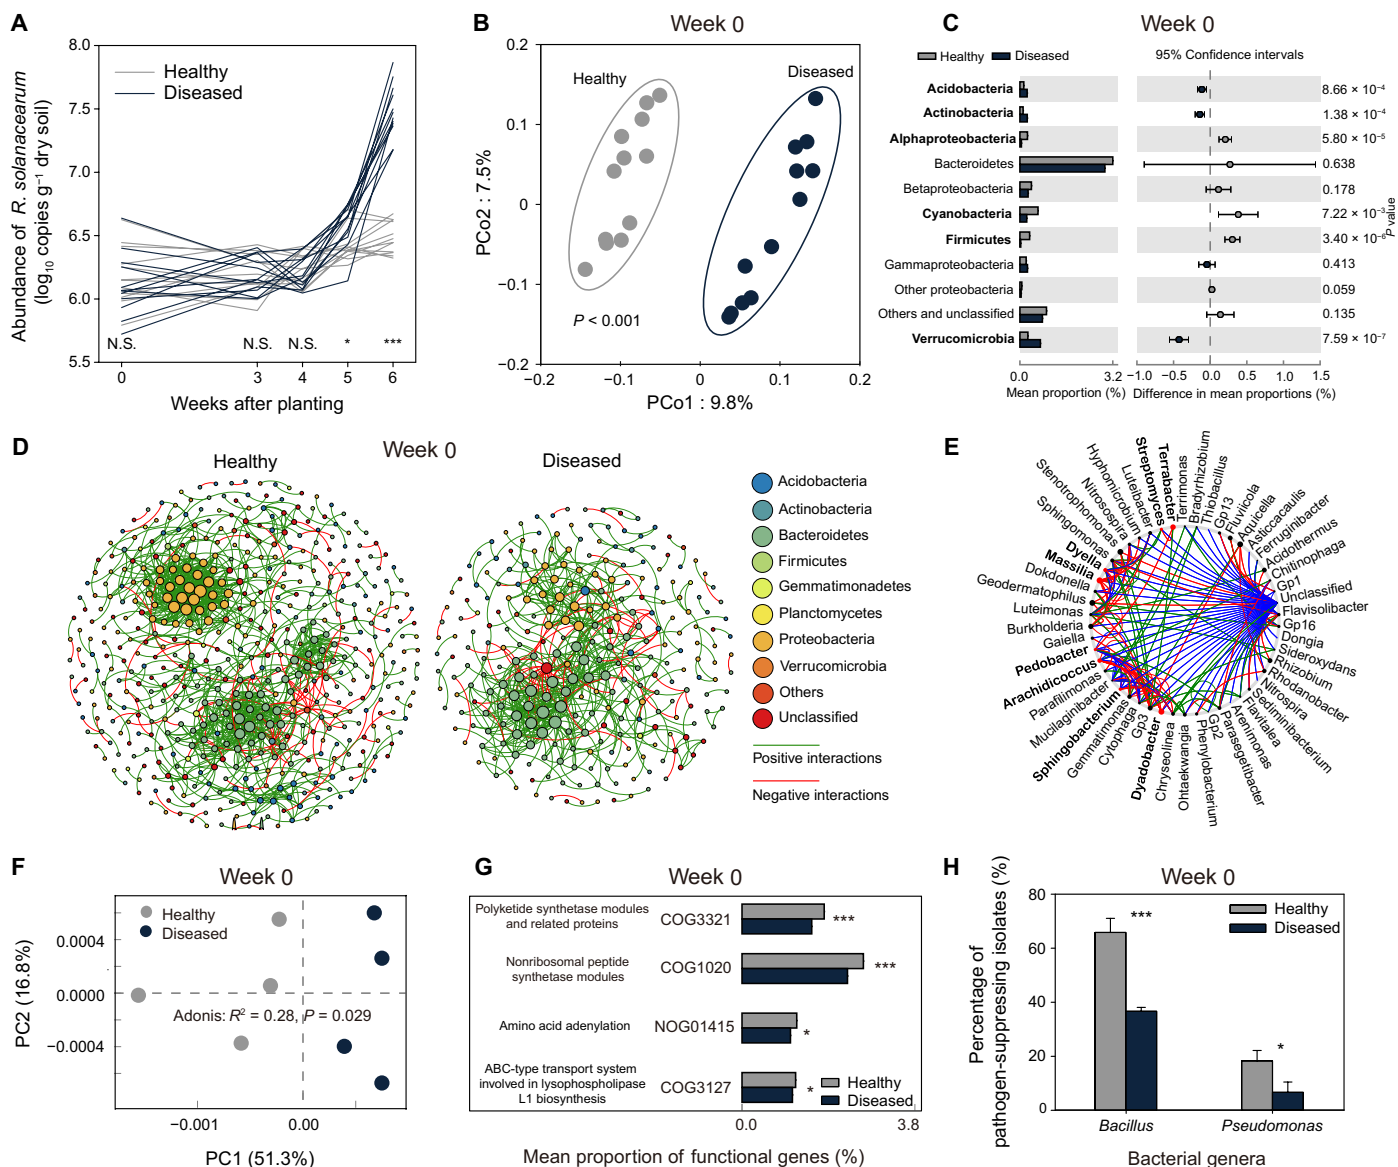 A
8.0
7.5
7.0
6.5
6.0
5.5
Healthy
Diseased
N.S.
N.S.
N.S.
*
***
0
3
4
5
6
Weeks after planting
Abundance of R. solanacearum
(log10 copies g−1 dry soil)
B
Week 0
0.2
0.1
0
−0.1
−0.2
Healthy
Diseased
P < 0.001
−0.2
−0.1
0
0.1
0.2
PCo1 : 9.8%
PCo2 : 7.5%
C
Week 0
Healthy
Diseased
95% Confidence intervals
Acidobacteria
8.66 × 10−4
Actinobacteria
1.38 × 10−4
Alphaproteobacteria
5.80 × 10−5
Bacteroidetes
0.638
Betaproteobacteria
0.178
Cyanobacteria
7.22 × 10−3
Firmicutes
3.40 × 10−6
Gammaproteobacteria
0.413
Other proteobacteria
0.059
Others and unclassified
0.135
Verrucomicrobia
7.59 × 10−7
P value
0.0
3.2
−1.0
−0.5
0.0
0.5
1.0
1.5
Mean proportion (%)
Difference in mean proportions (%)
D
Week 0
Healthy
Diseased
Acidobacteria
Actinobacteria
Bacteroidetes
Firmicutes
Gemmatimonadetes
Planctomycetes
Proteobacteria
Verrucomicrobia
Others
Unclassified
Positive interactions
Negative interactions
E
Terrimonas
Bradyrhizobium
Thiobacillus
Gp13
Fluviicola
Aquicella
Asticcacaulis
Ferruginibacter
Acidothermus
Chitinophaga
Gp1
Unclassified
Flavisolibacter
Gp16
Dongia
Sideroxydans
Rhizobium
Rhodanobacter
Nitrospira
Sediminibacterium
Flavitalea
Arenimonas
Parasegetibacter
Gp2
Phenylobacterium
Ohtaekwangia
Chryseolinea
Dyadobacter
Gp3
Cytophaga
Gemmatimonas
Sphingobacterium
Mucilaginibacter
Parafilimonas
Arachidicoccus
Pedobacter
Gaiella
Burkholderia
Luteimonas
Geodermatophilus
Dokdonella
Massilia
Dyella
Sphingomonas
Stenotrophomonas
Nitrosospira
Hyphomicrobium
Luteibacter
Streptomyces
Terrabacter
F
Week 0
Healthy
Diseased
0.0004
0.0000
−0.0004
Adonis: R2 = 0.28, P = 0.029
−0.001
0.00
PC1 (51.3%)
PC2 (16.8%)
G
Week 0
Polyketide synthetase modules
and related proteins
COG3321
***
Nonribosomal peptide
synthetase modules
COG1020
***
Amino acid adenylation
NOG01415
*
ABC-type transport system
involved in lysophospholipase
L1 biosynthesis
COG3127
*
Healthy
Diseased
0.0
3.8
Mean proportion of functional genes (%)
H
Week 0
80
60
40
20
0
***
*
Healthy
Diseased
Bacillus
Pseudomonas
Bacterial genera
Percentage of
pathogen-suppressing isolates (%)